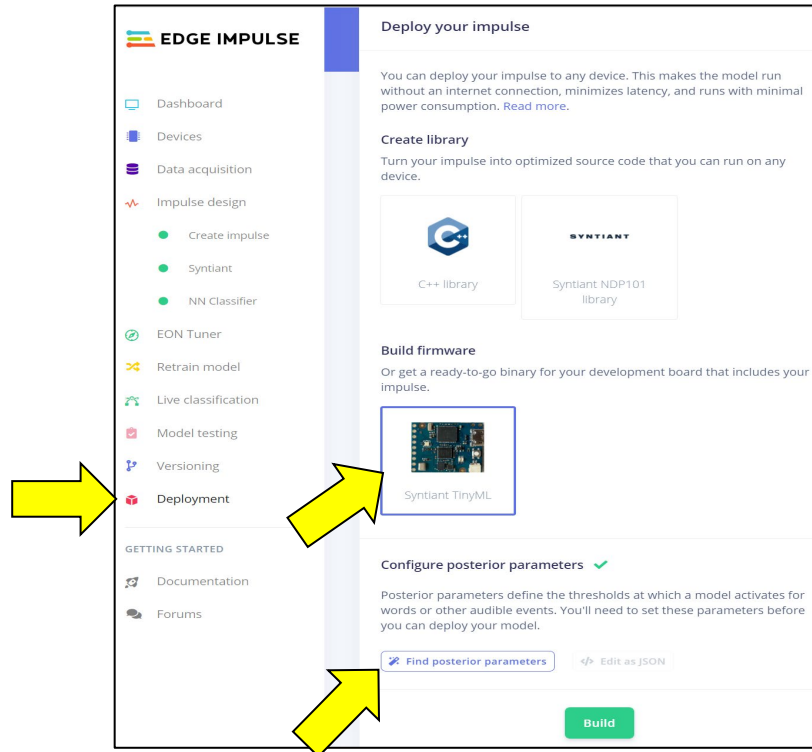 EDGE IMPULSE
Dashboard
Devices
Data acquisition
Impulse design
Create impulse
Syntiant
NN Classifier
EON Tuner
Retrain model
Live classification
Model testing
Versioning
Deployment
GETTING STARTED
Documentation
Forums
Deploy your impulse
You can deploy your impulse to any device. This makes the model run
without an internet connection, minimizes latency, and runs with minimal
power consumption. Read more.
Create library
Turn your impulse into optimized source code that you can run on any
device.
C++
C++ library
SYNTIANT
Syntiant NDP101
library
Build firmware
Or get a ready-to-go binary for your development board that includes your
impulse.
Syntiant TinyML
Configure posterior parameters
Posterior parameters define the thresholds at which a model activates for
words or other audible events. You'll need to set these parameters before
you can deploy your model.
Find posterior parameters
</> Edit as JSON
Build